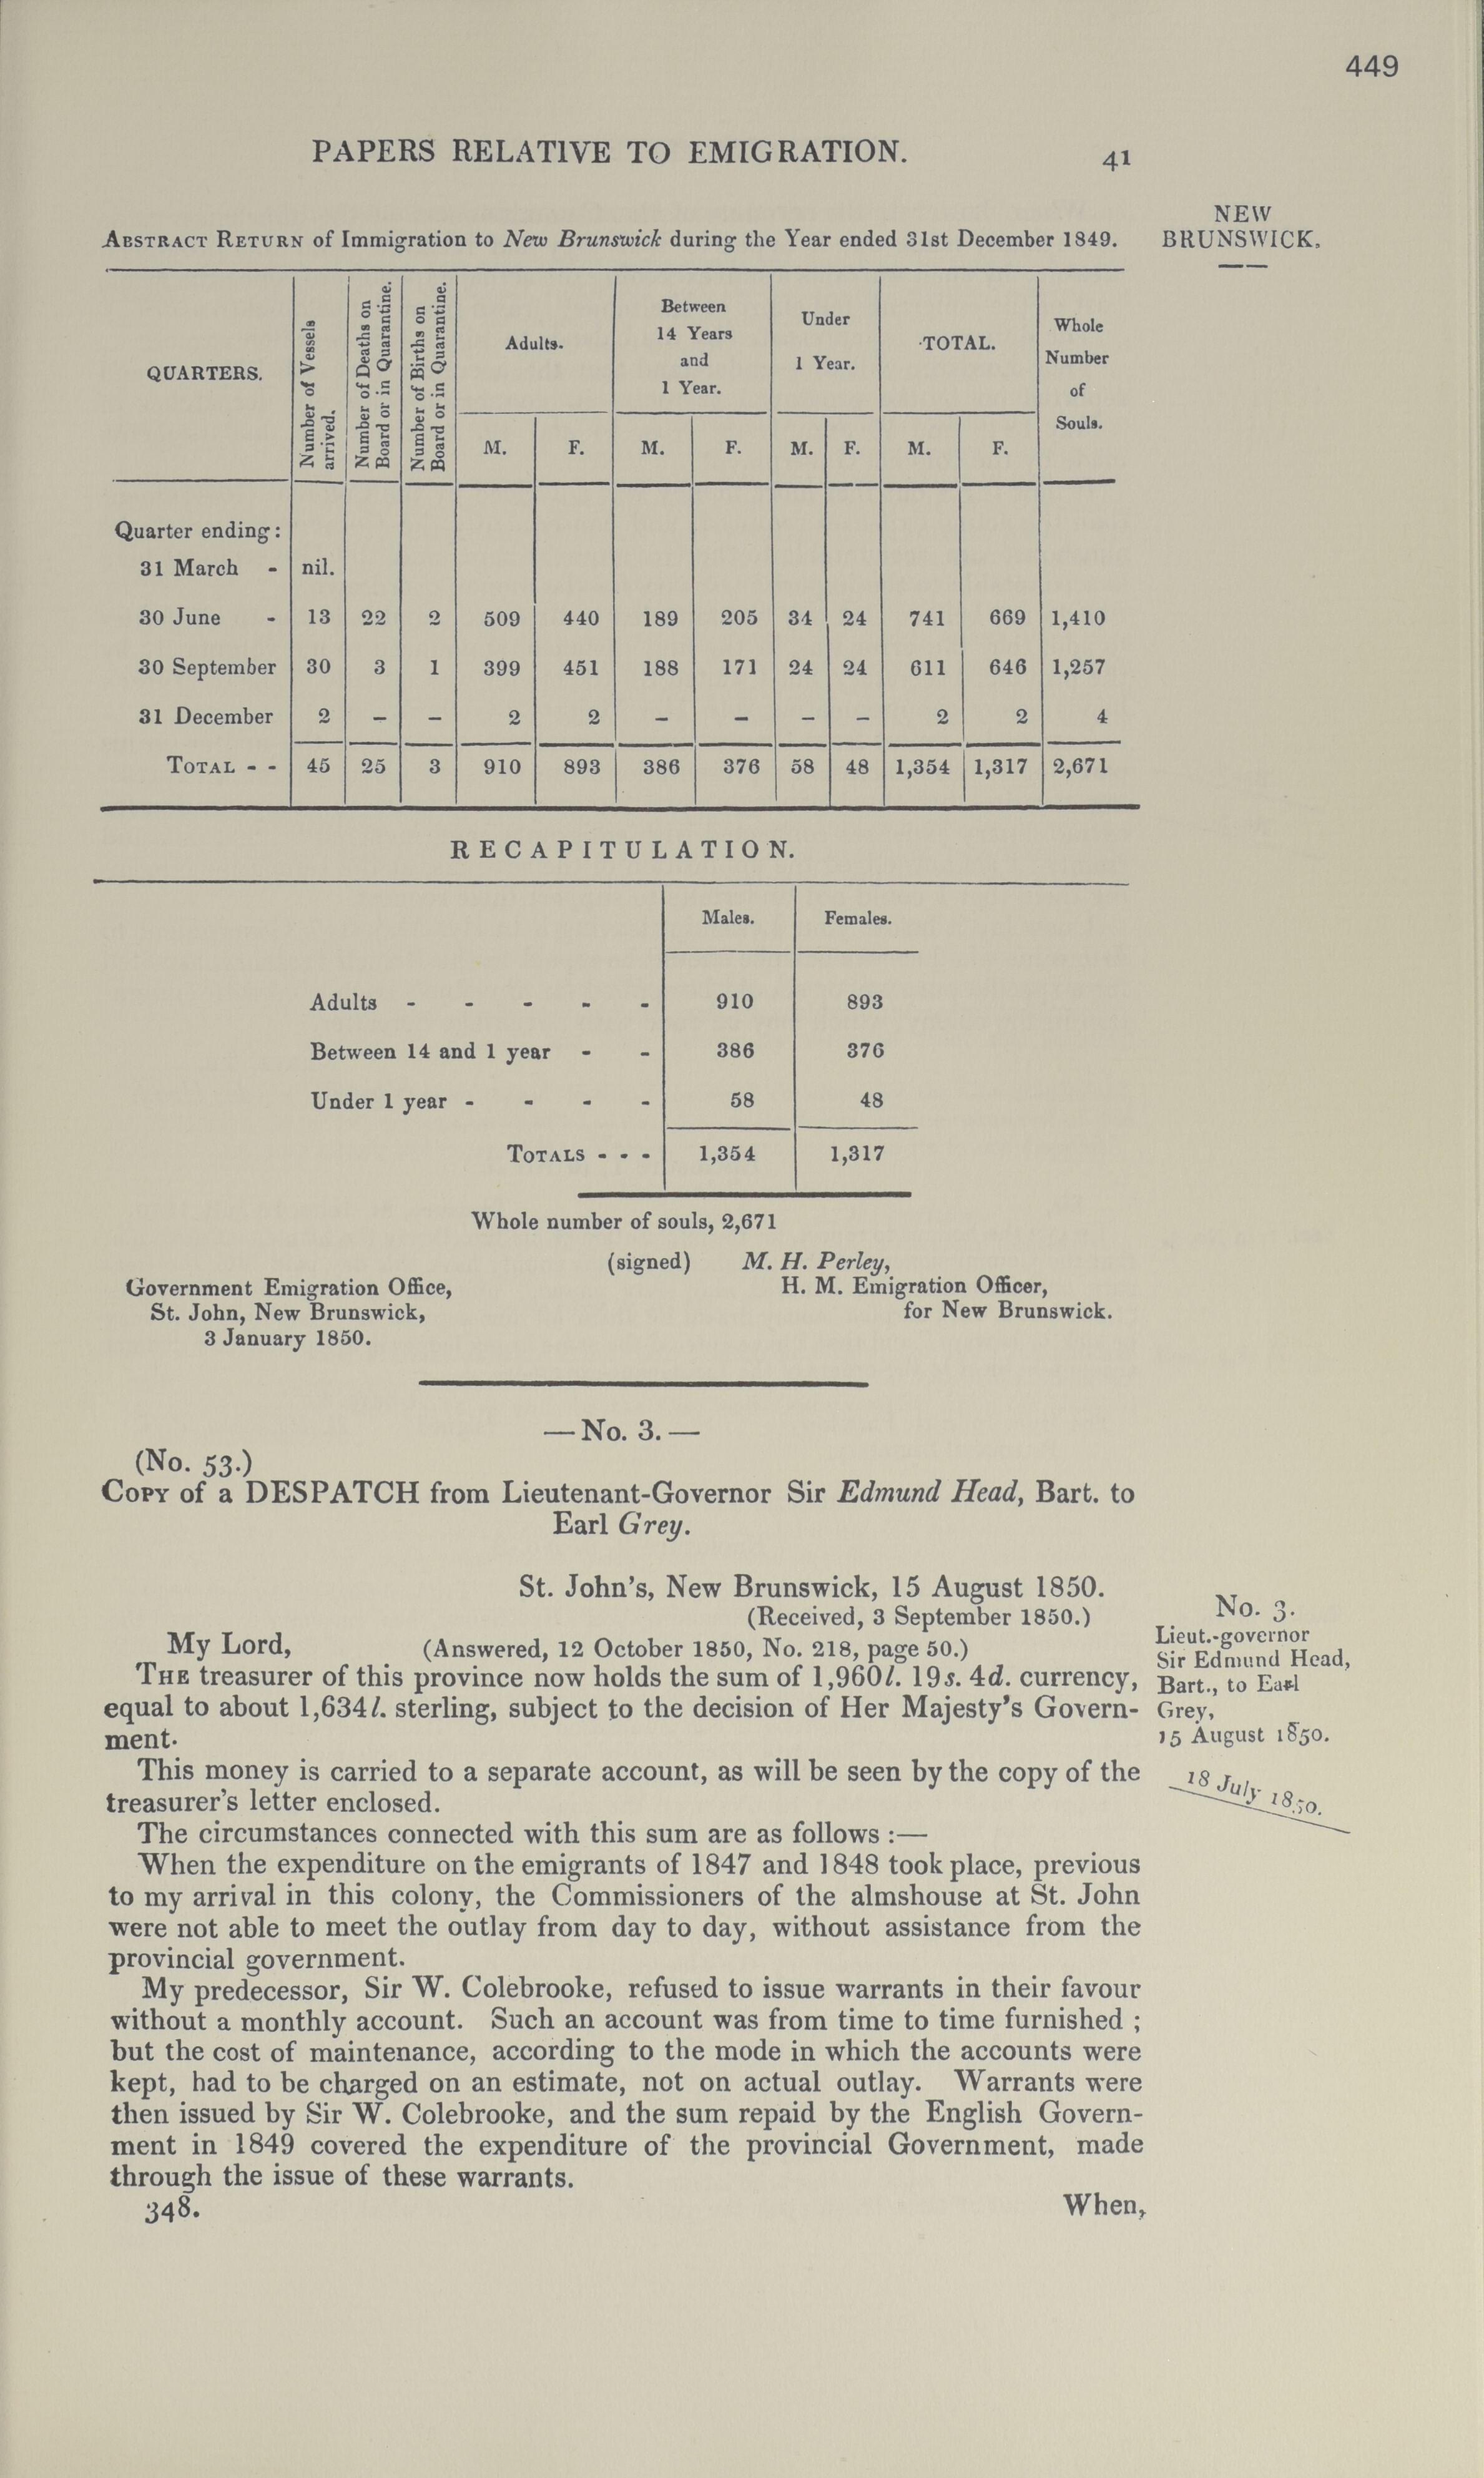 449
PAPERS RELATIVE TO EMIGRATION.
41
NEW
BRUNSWICK.
ABSTRACT RETURN of Immigration to New Brunswick during the Year ended 31st December 1849.
QUARTERS.
Number of Vessels
arrived.
Number of Deaths on
Board or in Quarantine.
Number of Births on
Board or in Quarantine.
Adults.
Between
14 Years
and
1 Year.
Under
1 Year.
TOTAL.
Whole
Number
of
Souls.
M. F. M. F. M. F. M. F.
Quarter ending:
31 March - nil.
30 June - 13 22 2 509 440 189 205 34 24 741 669 1,410
30 September 30 3 1 399 451 188 171 24 24 611 646 1,257
31 December 2 – – 2 2 – – – – 2 2 4
TOTAL - - 45 25 3 910 893 386 376 58 48 1,354 1,317 2,671
RECAPITULATION.
Males. Females.
Adults - - - - - 910 893
Between 14 and 1 year - - 386 376
Under 1 year - - - - 58 48
TOTALS - - - 1,354 1,317
Whole number of souls, 2,671
(signed) M. H. Perley,
H. M. Emigration Officer,
for New Brunswick.
Government Emigration Office,
St. John, New Brunswick,
3 January 1850.
— No. 3. —
(No. 53.)
COPY of a DESPATCH from Lieutenant-Governor Sir Edmund Head, Bart. to
Earl Grey.
St. John's, New Brunswick, 15 August 1850.
(Received, 3 September 1850.)
My Lord, (Answered, 12 October 1850, No. 218, page 50.)
THE treasurer of this province now holds the sum of 1,960l. 19s. 4d. currency,
equal to about 1,634l. sterling, subject to the decision of Her Majesty's Govern-
ment.
This money is carried to a separate account, as will be seen by the copy of the
treasurer's letter enclosed.
The circumstances connected with this sum are as follows :—
When the expenditure on the emigrants of 1847 and 1848 took place, previous
to my arrival in this colony, the Commissioners of the almshouse at St. John
were not able to meet the outlay from day to day, without assistance from the
provincial government.
My predecessor, Sir W. Colebrooke, refused to issue warrants in their favour
without a monthly account. Such an account was from time to time furnished ;
but the cost of maintenance, according to the mode in which the accounts were
kept, had to be charged on an estimate, not on actual outlay. Warrants were
then issued by Sir W. Colebrooke, and the sum repaid by the English Govern-
ment in 1849 covered the expenditure of the provincial Government, made
through the issue of these warrants.
348.
When,
No. 3.
Lieut.-governor
Sir Edmund Head,
Bart., to Earl
Grey,
15 August 1850.
18 July 1850.